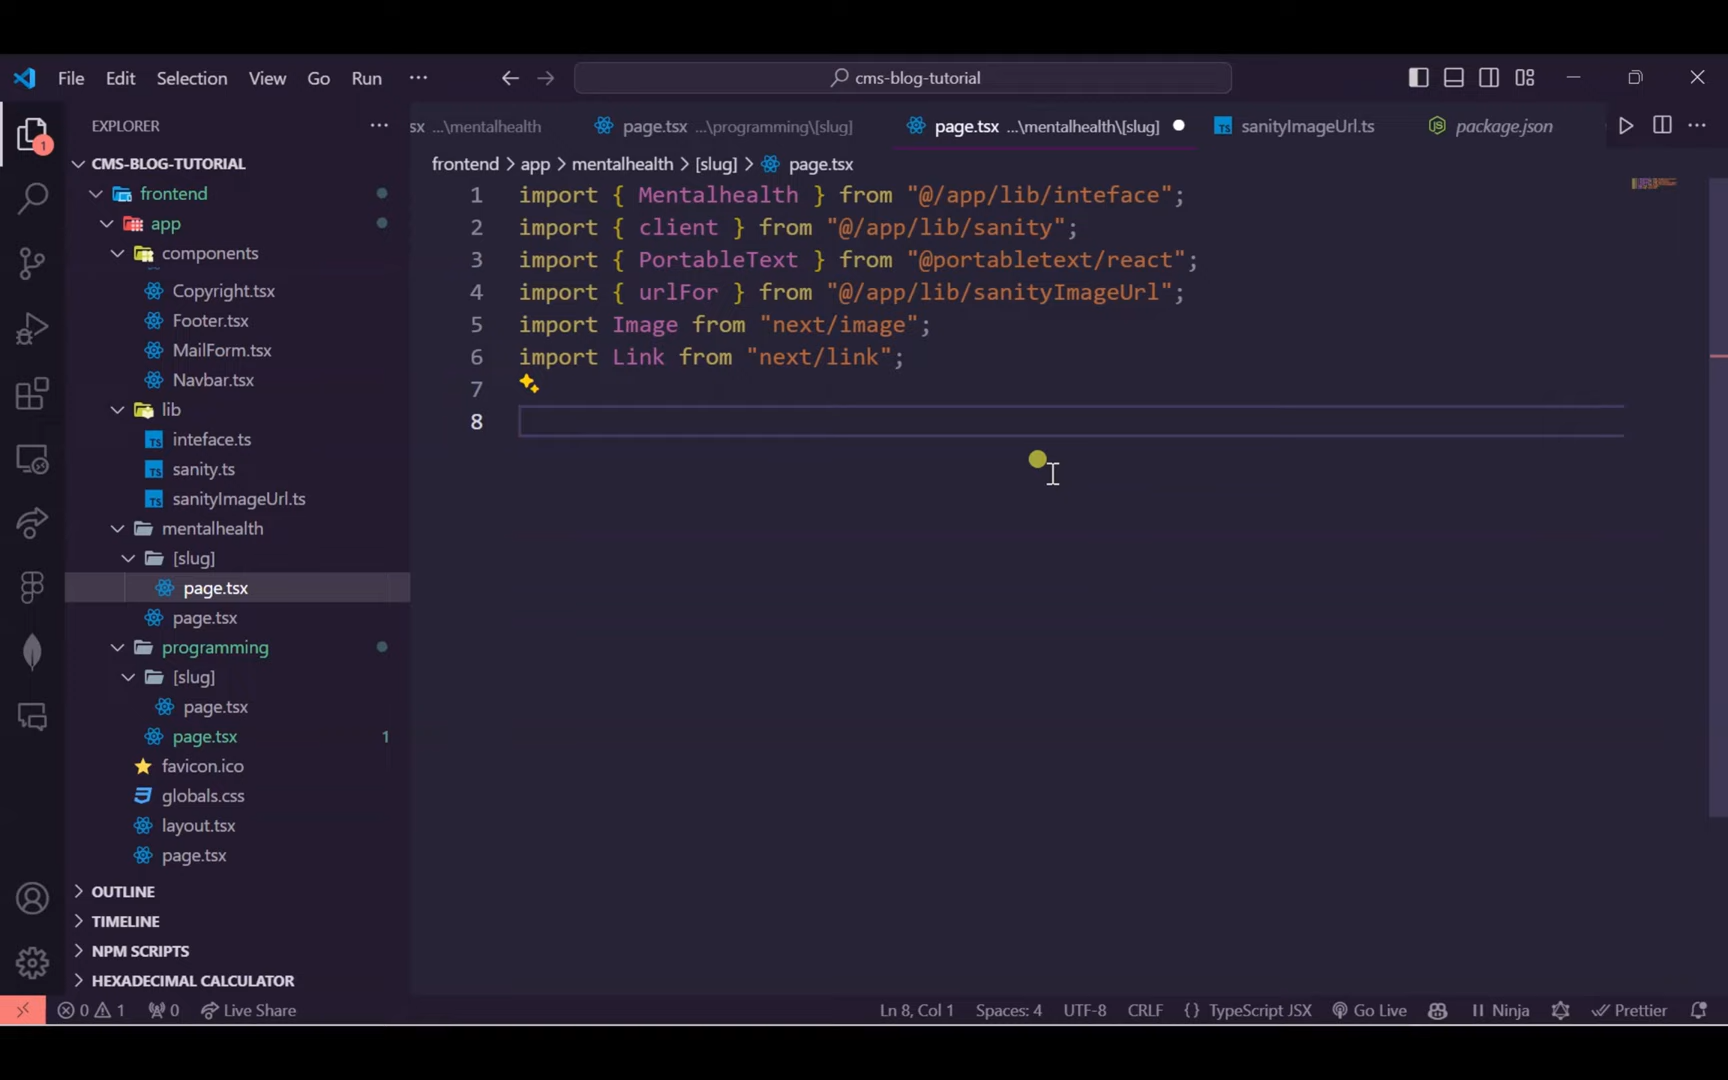 File Edit Selection View Go Run ··· cms-blog-tutorial
EXPLORER ···
CMS-BLOG-TUTORIAL
frontend
app
components
Copyright.tsx
Footer.tsx
MailForm.tsx
Navbar.tsx
lib
inteface.ts
sanity.ts
sanityImageUrl.ts
mentalhealth
[slug]
page.tsx
page.tsx
programming
[slug]
page.tsx
page.tsx 1
favicon.ico
globals.css
layout.tsx
page.tsx
OUTLINE
TIMELINE
NPM SCRIPTS
HEXADECIMAL CALCULATOR
1
sx ...\mentalhealth page.tsx ...\programming\[slug] page.tsx ...\mentalhealth\[slug] TS sanityImageUrl.ts package.json ···
frontend > app > mentalhealth > [slug] > page.tsx
1 import { Mentalhealth } from "@/app/lib/inteface";
2 import { client } from "@/app/lib/sanity";
3 import { PortableText } from "@portabletext/react";
4 import { urlFor } from "@/app/lib/sanityImageUrl";
5 import Image from "next/image";
6 import Link from "next/link";
7
8
0 1 0 Live Share Ln 8, Col 1 Spaces: 4 UTF-8 CRLF {} TypeScript JSX Go Live Ninja Prettier